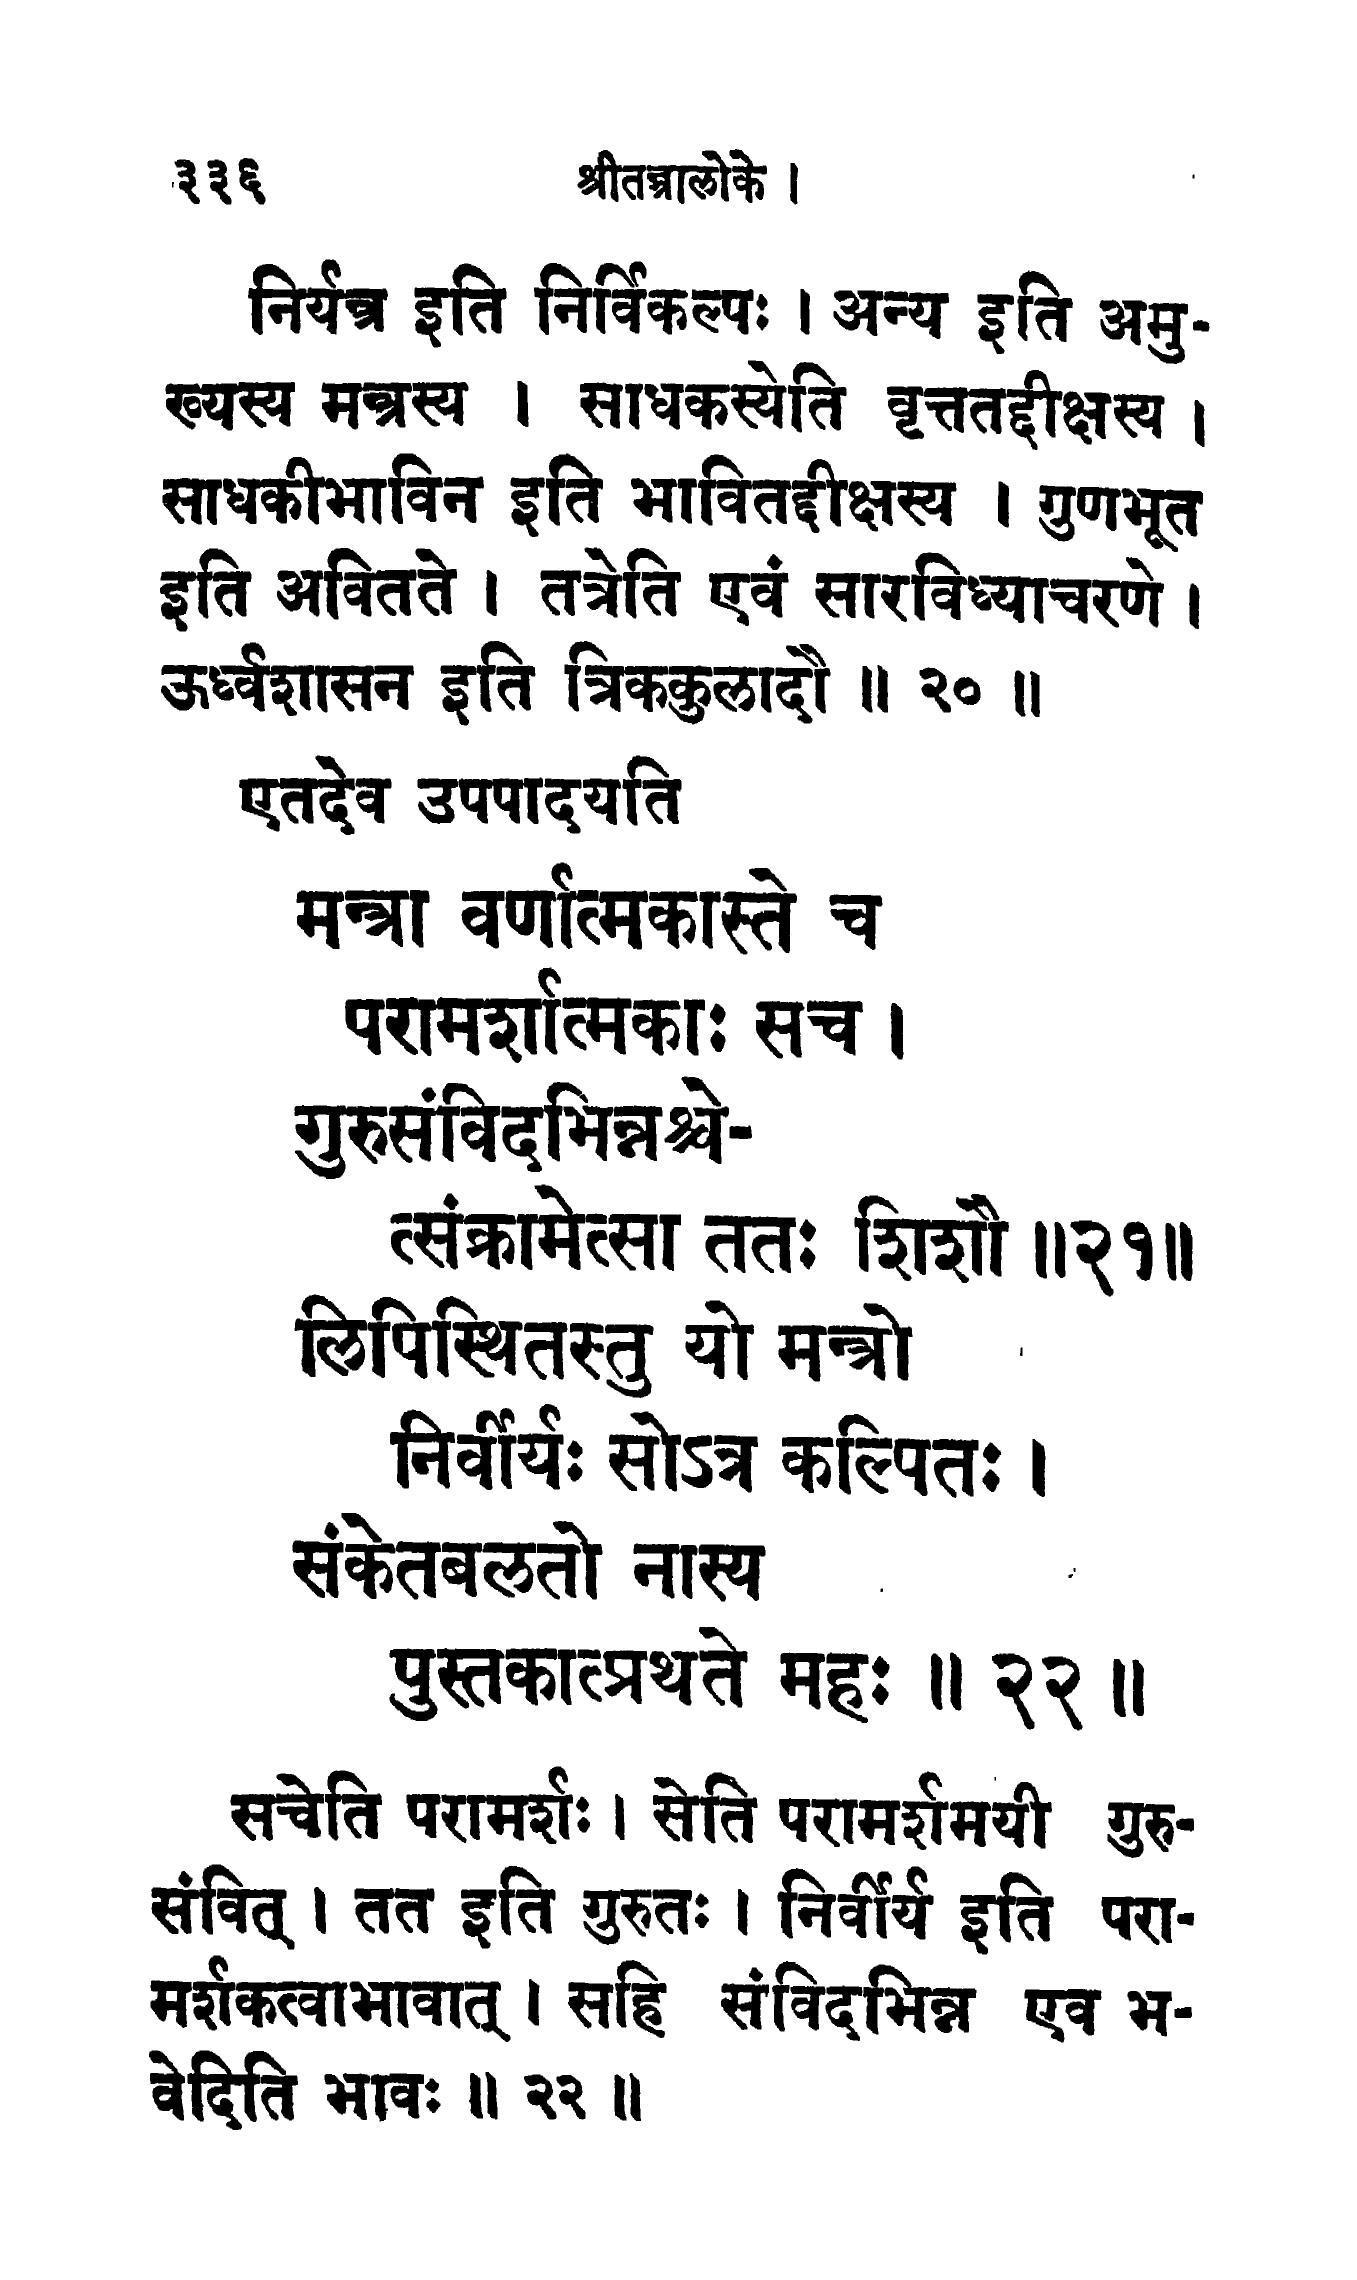 ३३६ श्रीतन्त्रालोके ।
निर्यन्त्र इति निर्विकल्पः । अन्य इति अमु-
ख्यस्य मन्त्रस्य । साधकस्येति वृत्ततद्दीक्षस्य ।
साधकीभाविन इति भावितद्दीक्षस्य । गुणभूत
इति अवितते । तत्रेति एवं सारविध्याचरणे ।
ऊर्ध्वशासन इति त्रिककुलादौ ॥ २० ॥
एतदेव उपपादयति
मन्त्रा वर्णात्मकास्ते च
परामर्शात्मकाः सच ।
गुरुसंविदभिन्नश्चे-
त्संक्रामेत्सा ततः शिशौ ॥२१॥
लिपिस्थितस्तु यो मन्त्रो
निर्वीर्यः सोऽत्र कल्पितः ।
संकेतबलतो नास्य
पुस्तकात्प्रथते महः ॥ २२ ॥
सचेति परामर्शः । सेति परामर्शमयी गुरु-
संवित् । तत इति गुरुतः । निर्वीर्य इति परा-
मर्शकत्वाभावात् । सहि संविदभिन्न एव भ-
वेदिति भावः ॥ २२ ॥